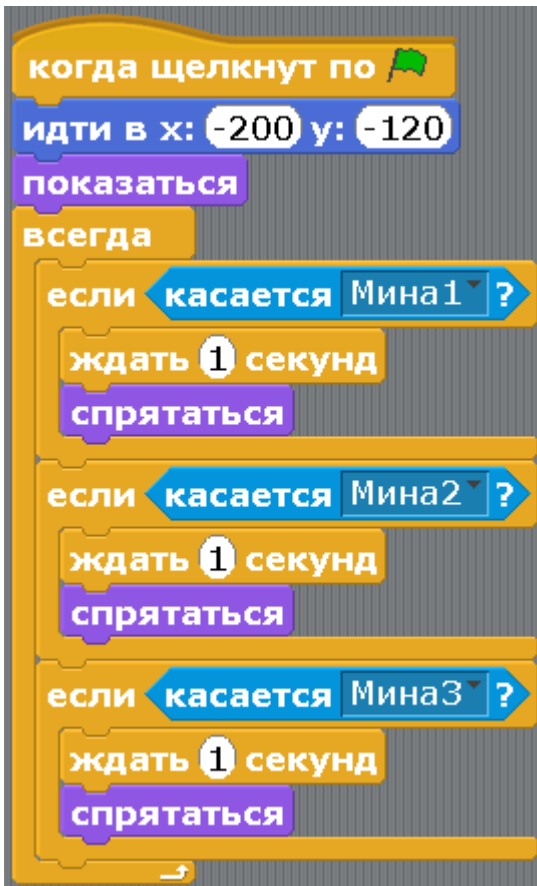 когда щелкнут по
идти в x: -200 y: -120
показаться
всегда
если касается Мина1 ?
ждать 1 секунд
спрятаться
если касается Мина2 ?
ждать 1 секунд
спрятаться
если касается Мина3 ?
ждать 1 секунд
спрятаться